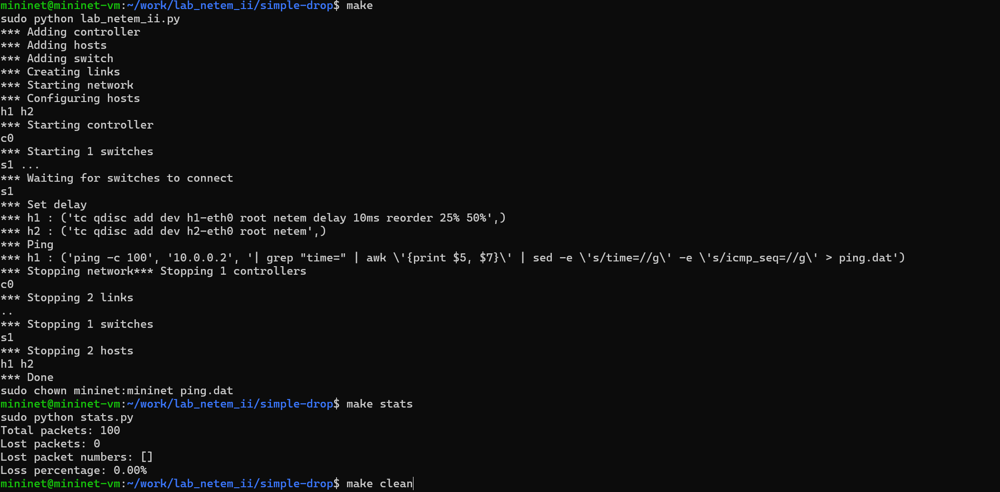 mininet@mininet-vm:~/work/lab_netem_ii/simple-drop$ make
sudo python lab_netem_ii.py
*** Adding controller
*** Adding hosts
*** Adding switch
*** Creating links
*** Starting network
*** Configuring hosts
h1 h2
*** Starting controller
c0
*** Starting 1 switches
s1 ...
*** Waiting for switches to connect
s1
*** Set delay
*** h1 : ('tc qdisc add dev h1-eth0 root netem delay 10ms reorder 25% 50%',)
*** h2 : ('tc qdisc add dev h2-eth0 root netem',)
*** Ping
*** h1 : ('ping -c 100', '10.0.0.2', '| grep "time=" | awk \'{print $5, $7}\' | sed -e \'s/time=//g\' -e \'s/icmp_seq=//g\' > ping.dat')
*** Stopping network*** Stopping 1 controllers
c0
*** Stopping 2 links
..
*** Stopping 1 switches
s1
*** Stopping 2 hosts
h1 h2
*** Done
sudo chown mininet:mininet ping.dat
mininet@mininet-vm:~/work/lab_netem_ii/simple-drop$ make stats
sudo python stats.py
Total packets: 100
Lost packets: 0
Lost packet numbers: []
Loss percentage: 0.00%
mininet@mininet-vm:~/work/lab_netem_ii/simple-drop$ make clean